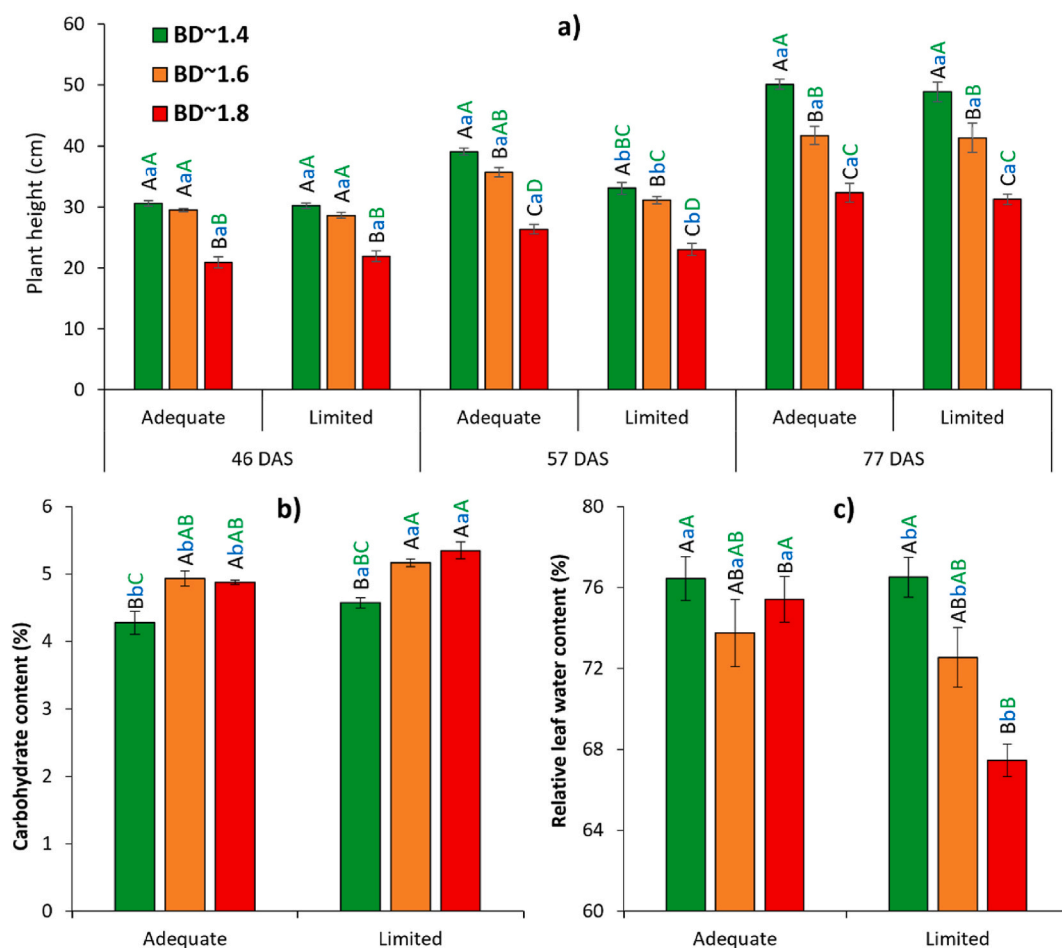 a)
BD~1.4
BD~1.6
BD~1.8
Plant height (cm)
60
50
40
30
20
10
0
AaA
AaA
BaB
AaA
AaA
BaB
AaA
BaAB
CaD
AbBC
BbC
CbD
AaA
BaB
CaC
AaA
BaB
CaC
Adequate Limited Adequate Limited Adequate Limited
46 DAS 57 DAS 77 DAS
b)
Carbohydrate content (%)
6
5
4
3
2
1
0
BbC
AbAB
AbAB
BaBC
AaA
AaA
Adequate Limited
c)
Relative leaf water content (%)
80
76
72
68
64
60
AaA
ABaAB
BaA
AbA
ABbAB
BbB
Adequate Limited